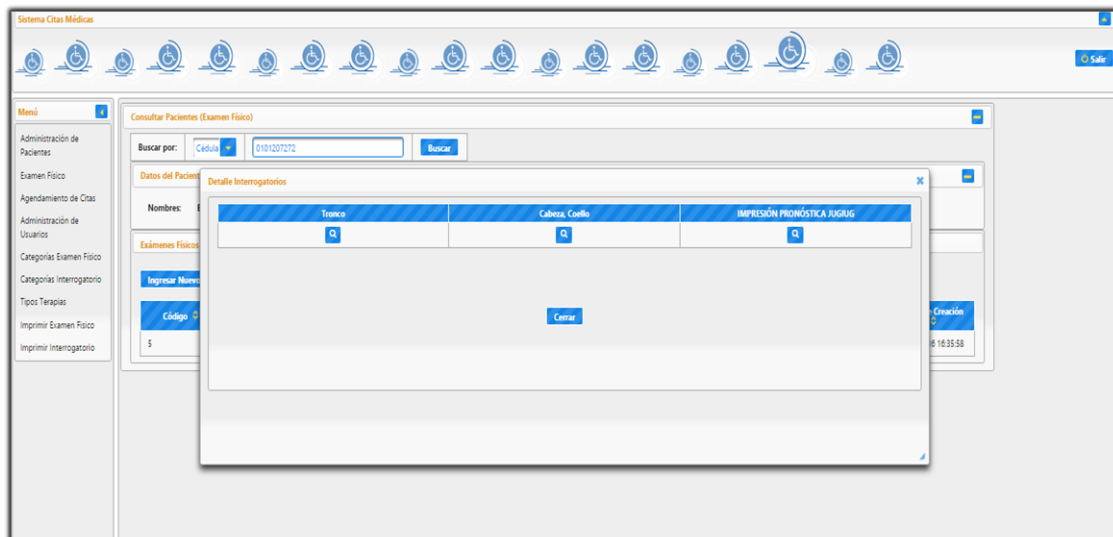 Sistema Citas Médicas
Salir
Menú
Administración de
Pacientes
Examen Físico
Agendamiento de Citas
Administración de
Usuarios
Categorías Examen Físico
Categorías Interrogatorio
Tipos Terapias
Imprimir Examen Fisico
Imprimir Interrogatorio
Consultar Pacientes (Examen Físico)
Buscar por: Cédula 0101207272 Buscar
Datos del Pacient
Nombres:
Exámenes Físicos
Ingresar Nuevo
Código
Creación
5
16:35:58
Detalle Interrogatorios
Tronco Cabeza, Coello IMPRESIÓN PRONÓSTICA JUGIUG
Cerrar